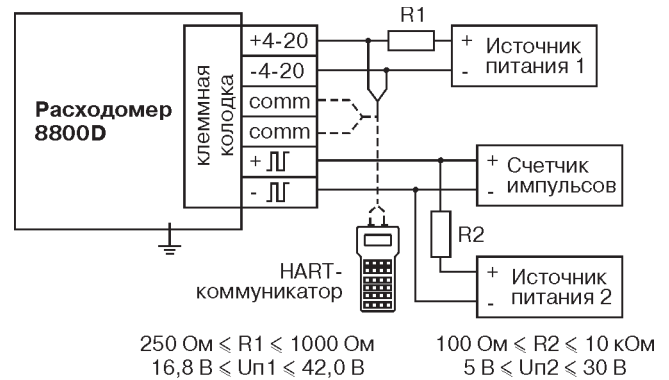 R1
+4-20
-4-20
comm
comm
+
-
клеммная
колодка
Расходомер
8800D
+
-
Источник
питания 1
+
-
Счетчик
импульсов
R2
+
-
Источник
питания 2
HART-
коммуникатор
250 Ом ⩽ R1 ⩽ 1000 Ом
16,8 В ⩽ Uп1 ⩽ 42,0 В
100 Ом ⩽ R2 ⩽ 10 кОм
5 В ⩽ Uп2 ⩽ 30 В